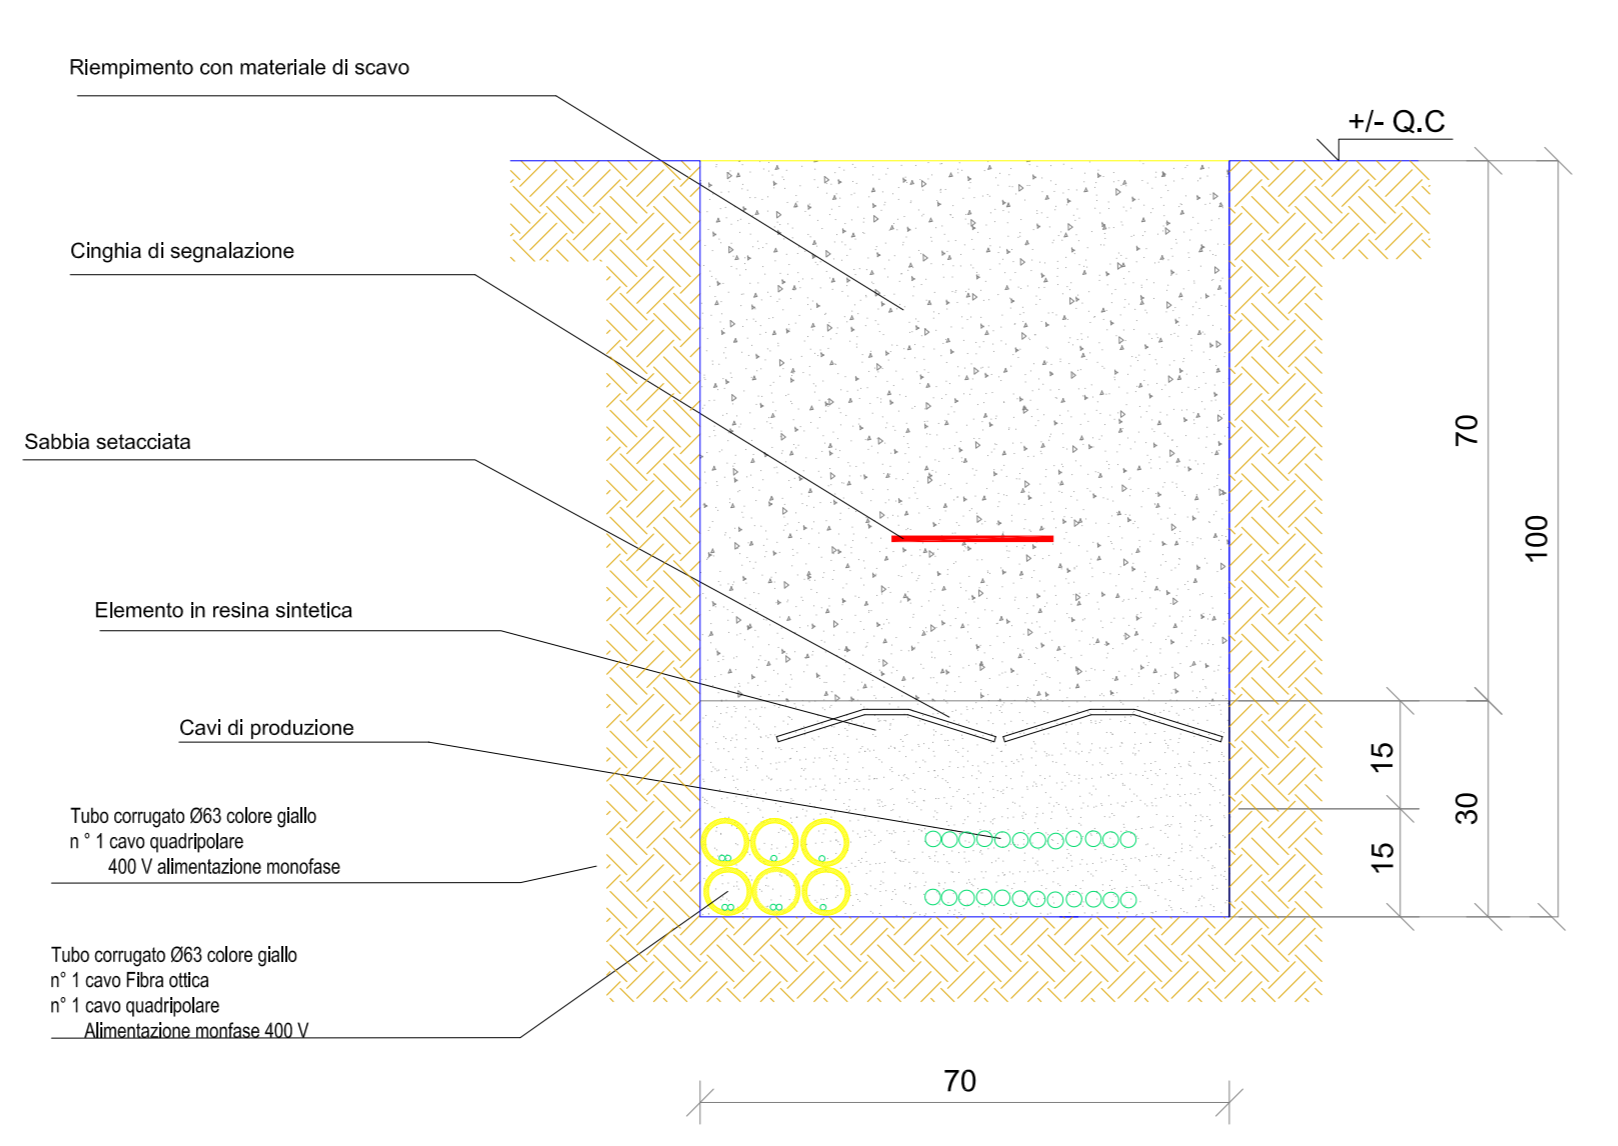 Riempimento con materiale di scavo
+/- Q.C
Cinghia di segnalazione
Sabbia setacciata
70
100
Elemento in resina sintetica
Cavi di produzione
15
30
15
Tubo corrugato Ø63 colore giallo
n ° 1 cavo quadripolare
400 V alimentazione monofase
Tubo corrugato Ø63 colore giallo
n° 1 cavo Fibra ottica
n° 1 cavo quadripolare
Alimentazione monfase 400 V
70